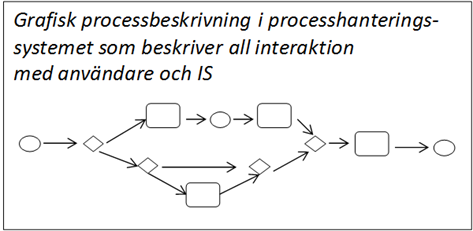 Grafisk processbeskrivning i processhanterings-
systemet som beskriver all interaktion
med användare och IS